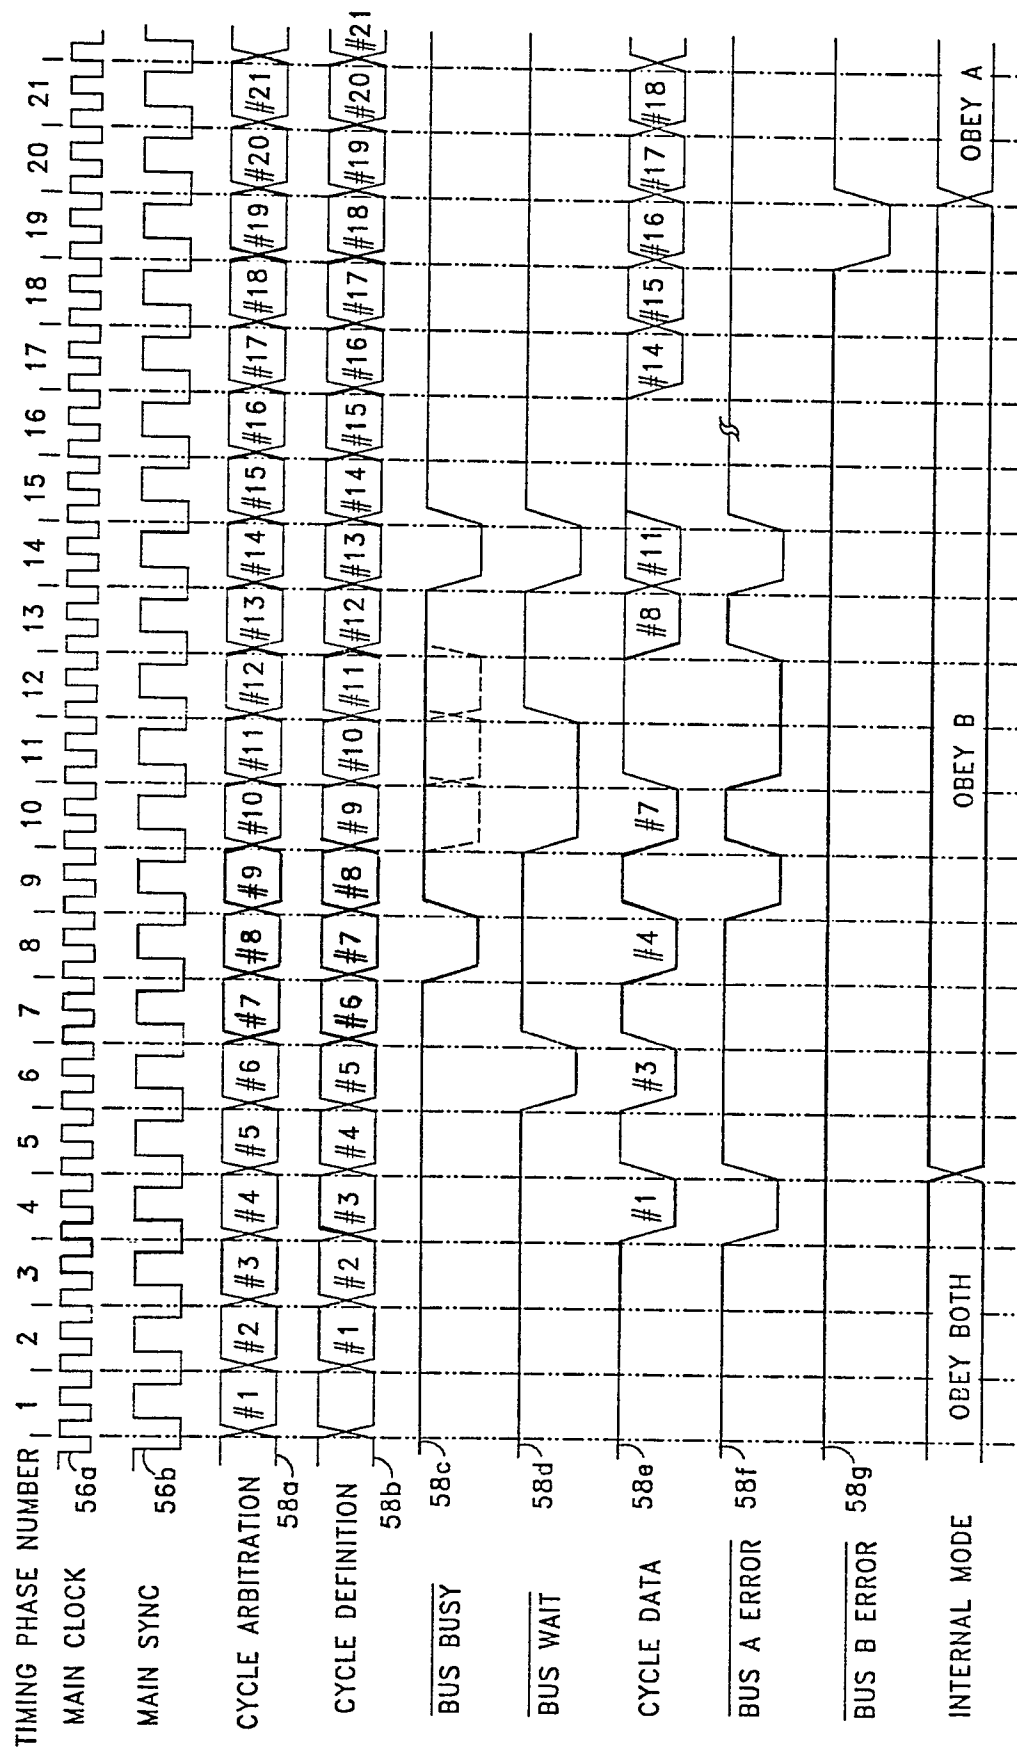 TIMING PHASE NUMBER 1 2 3 4 5 6 7 8 9 10 11 12 13 14 15 16 17 18 19 20 21
MAIN CLOCK
56a
MAIN SYNC
56b
CYCLE ARBITRATION #1 #2 #3 #4 #5 #6 #7 #8 #9 #10 #11 #12 #13 #14 #15 #16 #17 #18 #19 #20 #21
58a
CYCLE DEFINITION #1 #2 #3 #4 #5 #6 #7 #8 #9 #10 #11 #12 #13 #14 #15 #16 #17 #18 #19 #20 #21
58b
BUS BUSY
58c
BUS WAIT
58d
CYCLE DATA #1 #3 #4 #7 #8 #11 #14 #15 #16 #17 #18
58e
BUS A ERROR
58f
BUS B ERROR
58g
INTERNAL MODE OBEY BOTH OBEY B OBEY A